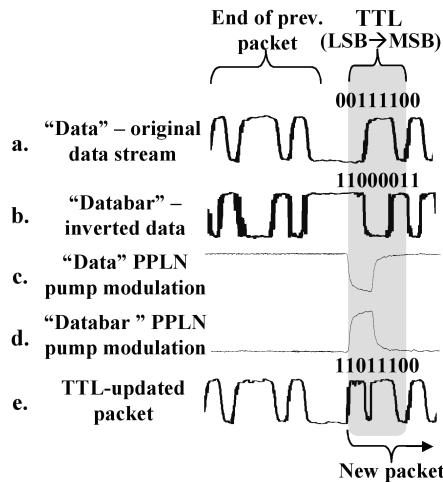 End of prev.
packet
TTL
(LSB→MSB)
00111100
a. “Data” – original
data stream
11000011
b. “Databar” –
inverted data
c. “Data” PPLN
pump modulation
d. “Databar ” PPLN
pump modulation
11011100
e. TTL-updated
packet
New packet